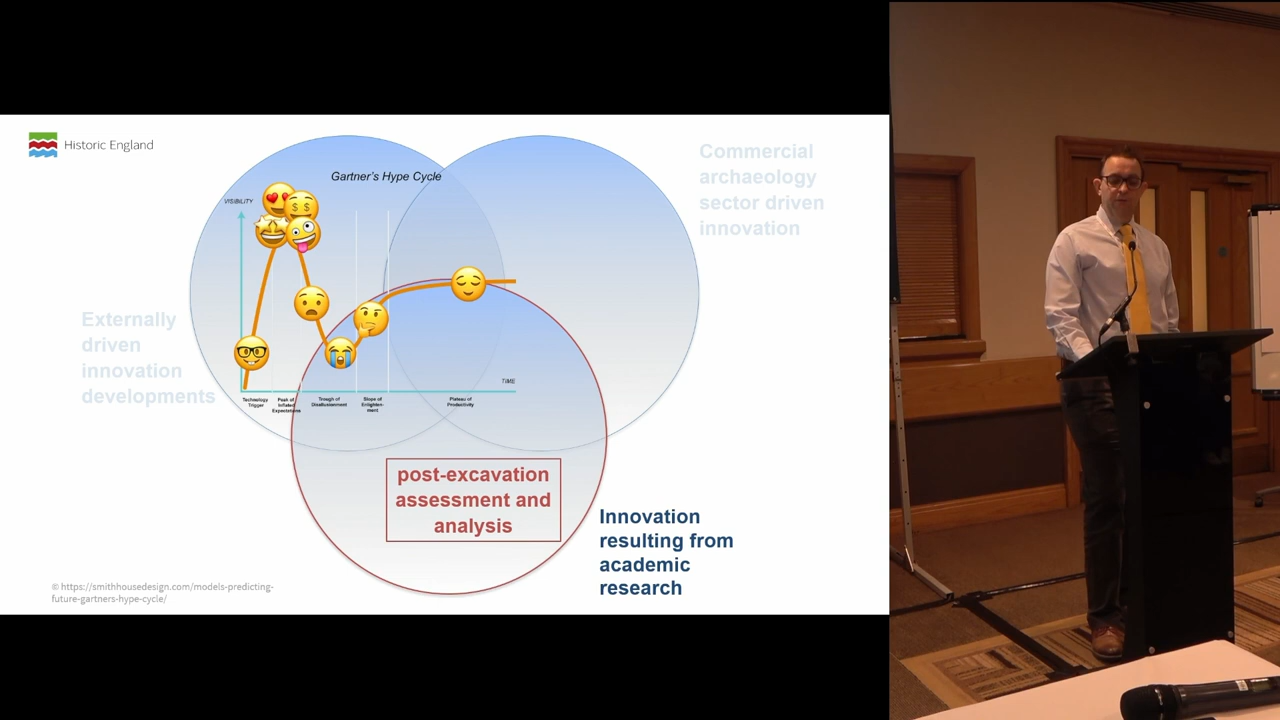 Historic England
Gartner's Hype Cycle
VISIBILITY
Commercial
archaeology
sector driven
innovation
Externally
driven
innovation
developments
TIME
Technology
Trigger
Peak of
Inflated
Expectations
Trough of
Disillusionment
Slope of
Enlighten-
ment
Plateau of
Productivity
post-excavation
assessment and
analysis
Innovation
resulting from
academic
research
© https://smithhousedesign.com/models-predicting-
future-gartners-hype-cycle/